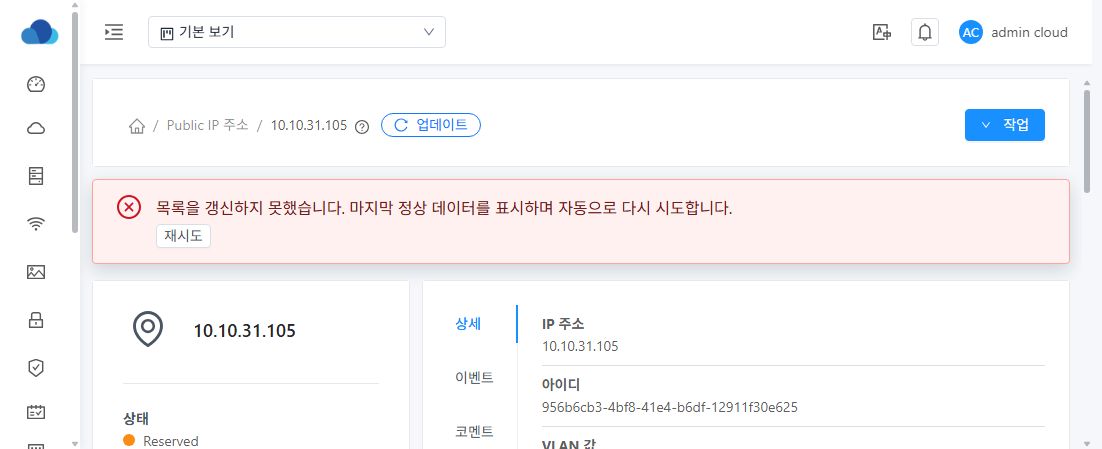 기본 보기
AC admin cloud
/ Public IP 주소 / 10.10.31.105 업데이트
작업
목록을 갱신하지 못했습니다. 마지막 정상 데이터를 표시하며 자동으로 다시 시도합니다.
재시도
10.10.31.105
상태
Reserved
상세
이벤트
코멘트
IP 주소
10.10.31.105
아이디
956b6cb3-4bf8-41e4-b6df-12911f30e625
VLAN 값